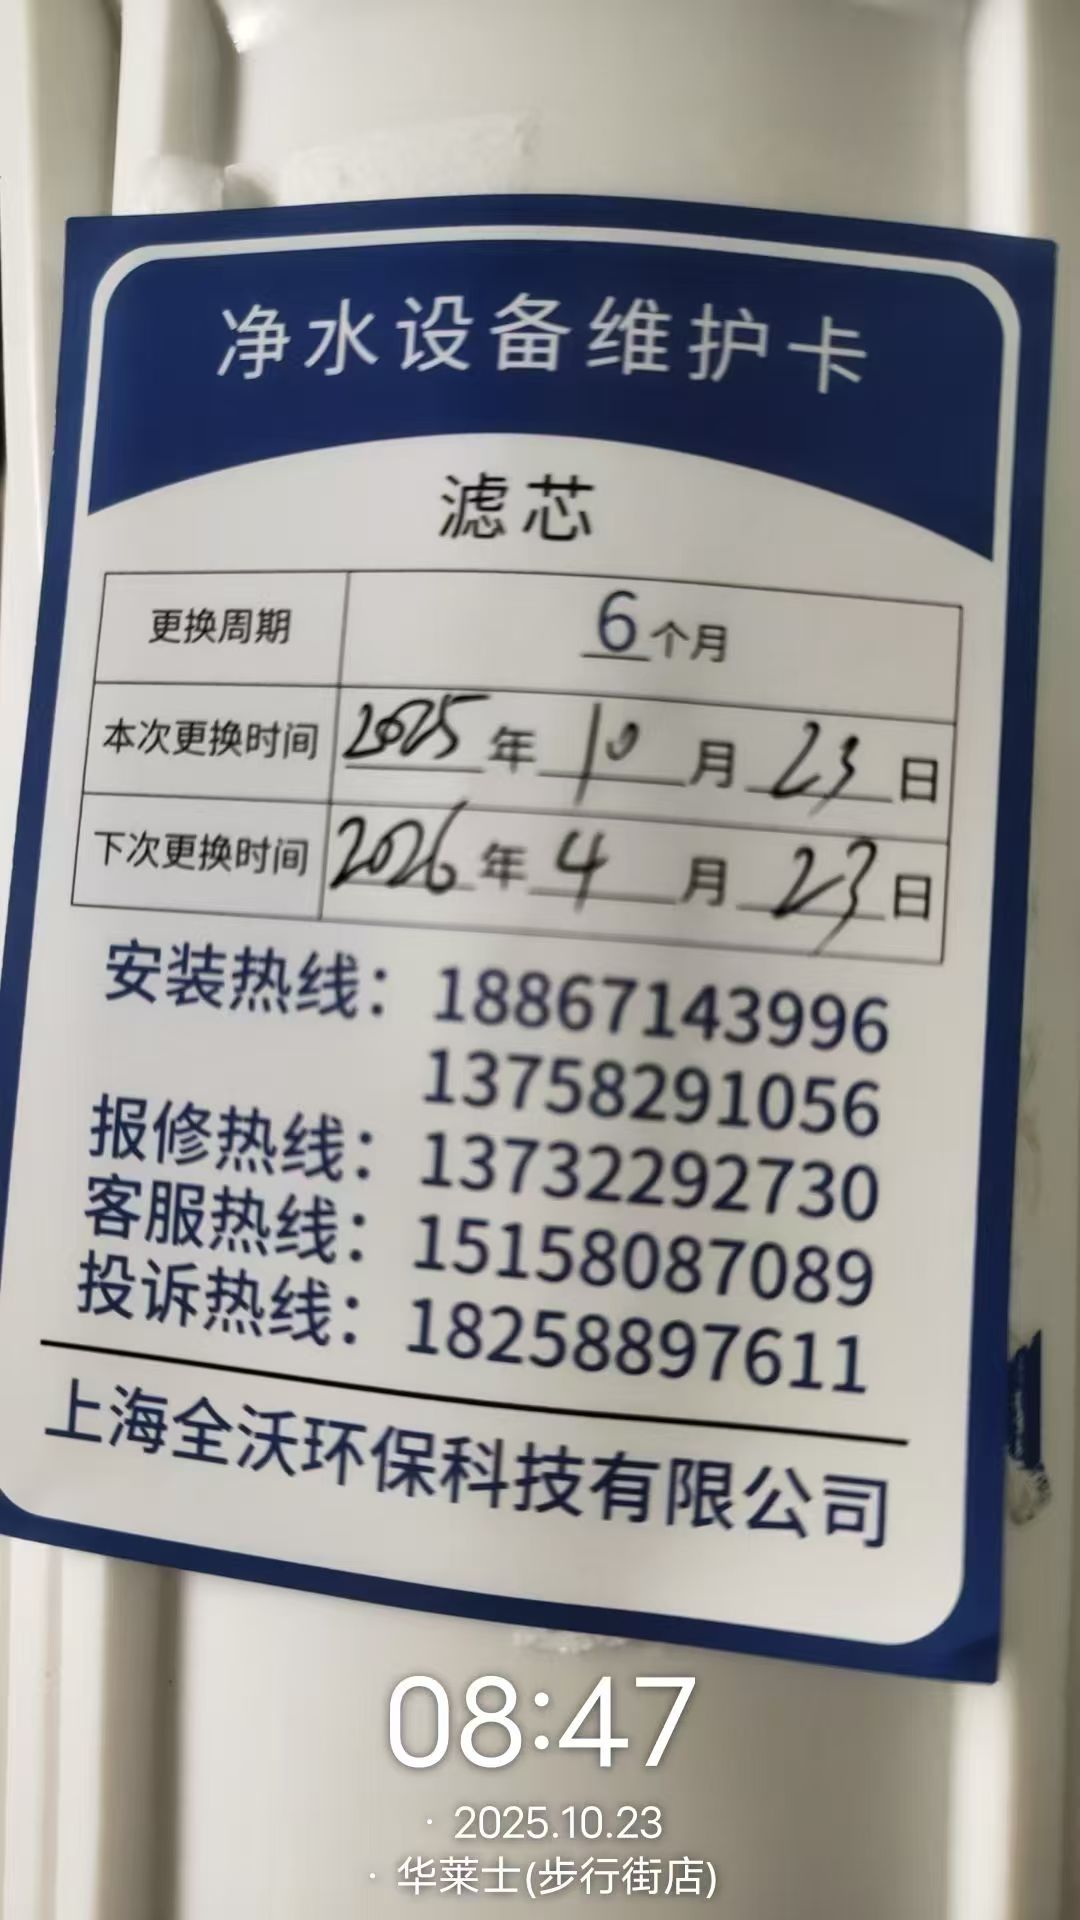 净水设备维护卡
滤芯
更换周期 6个月
本次更换时间 2025年10月23日
下次更换时间 2026年4月23日
安装热线：18867143996
13758291056
报修热线：13732292730
客服热线：15158087089
投诉热线：18258897611
上海全沃环保科技有限公司
08:47
· 2025.10.23
· 华莱士(步行街店)